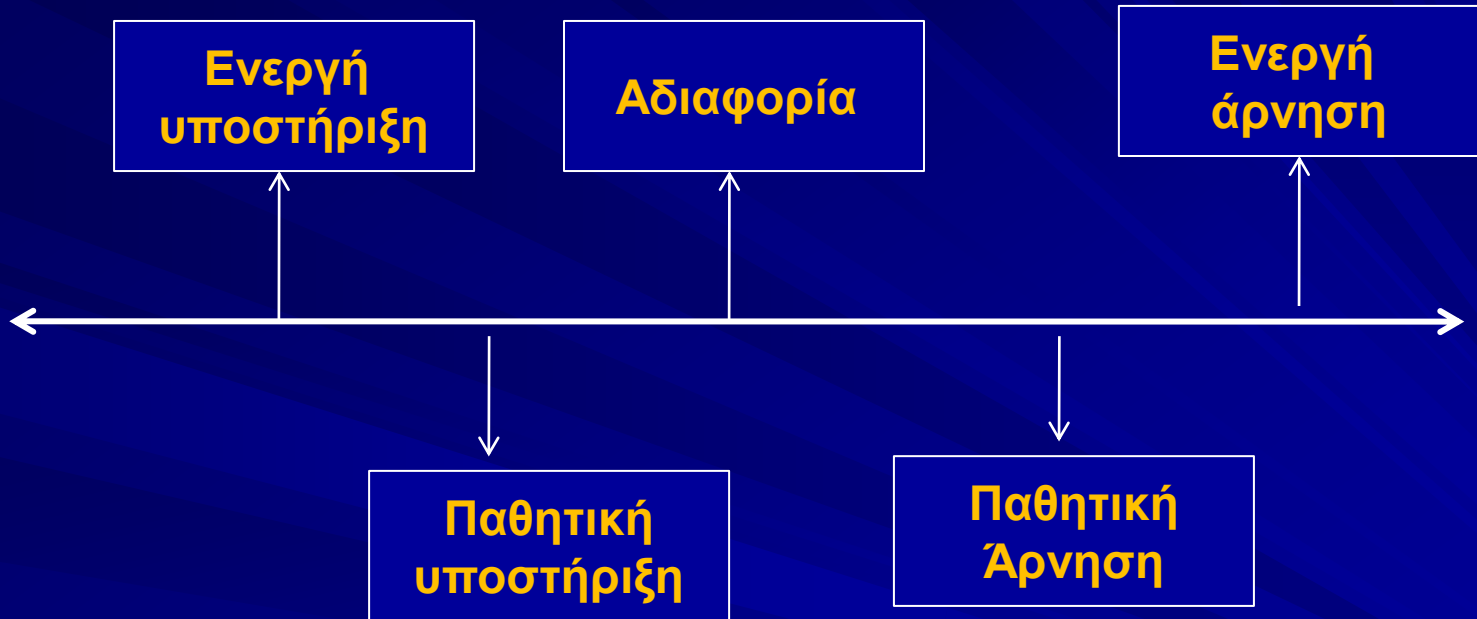 Ενεργή
υποστήριξη
Αδιαφορία
Ενεργή
άρνηση
Παθητική
υποστήριξη
Παθητική
Άρνηση